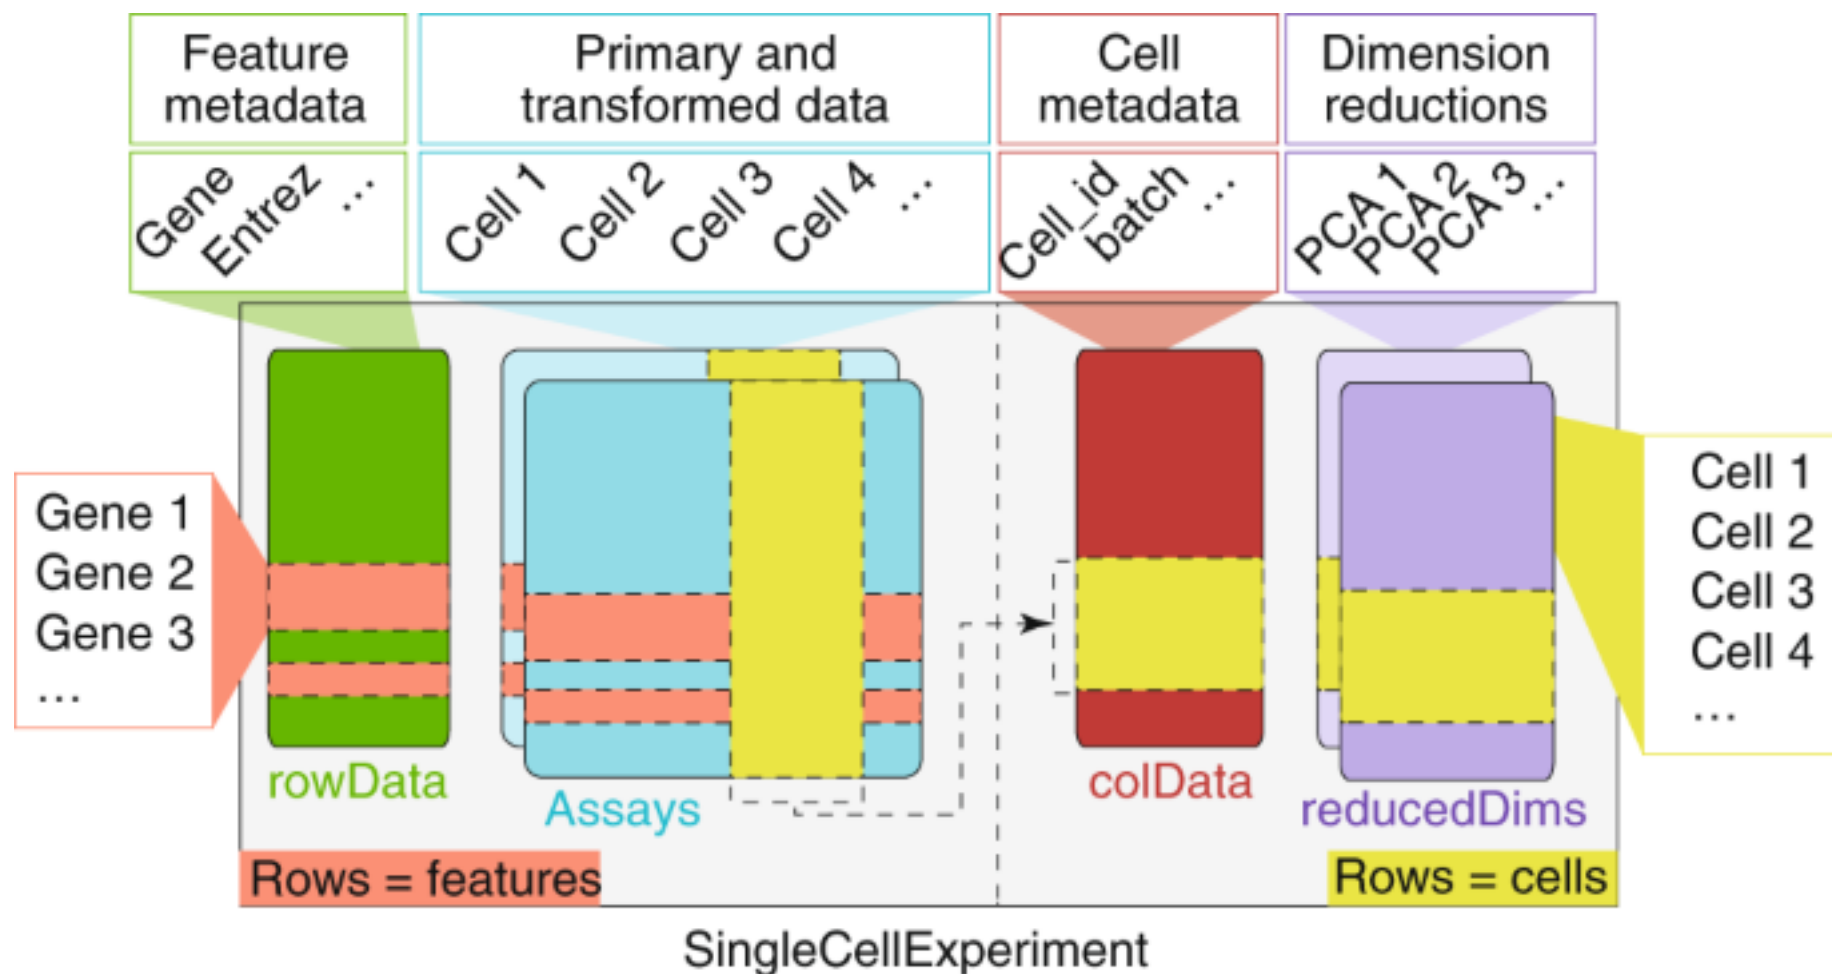 Feature
metadata
Primary and
transformed data
Cell
metadata
Dimension
reductions
Gene
Entrez
...
Cell 1
Cell 2
Cell 3
Cell 4
...
Cell_id
batch
...
PCA 1
PCA 2
PCA 3
...
Gene 1
Gene 2
Gene 3
...
Cell 1
Cell 2
Cell 3
Cell 4
...
rowData
Assays
colData
reducedDims
Rows = features
Rows = cells
SingleCellExperiment